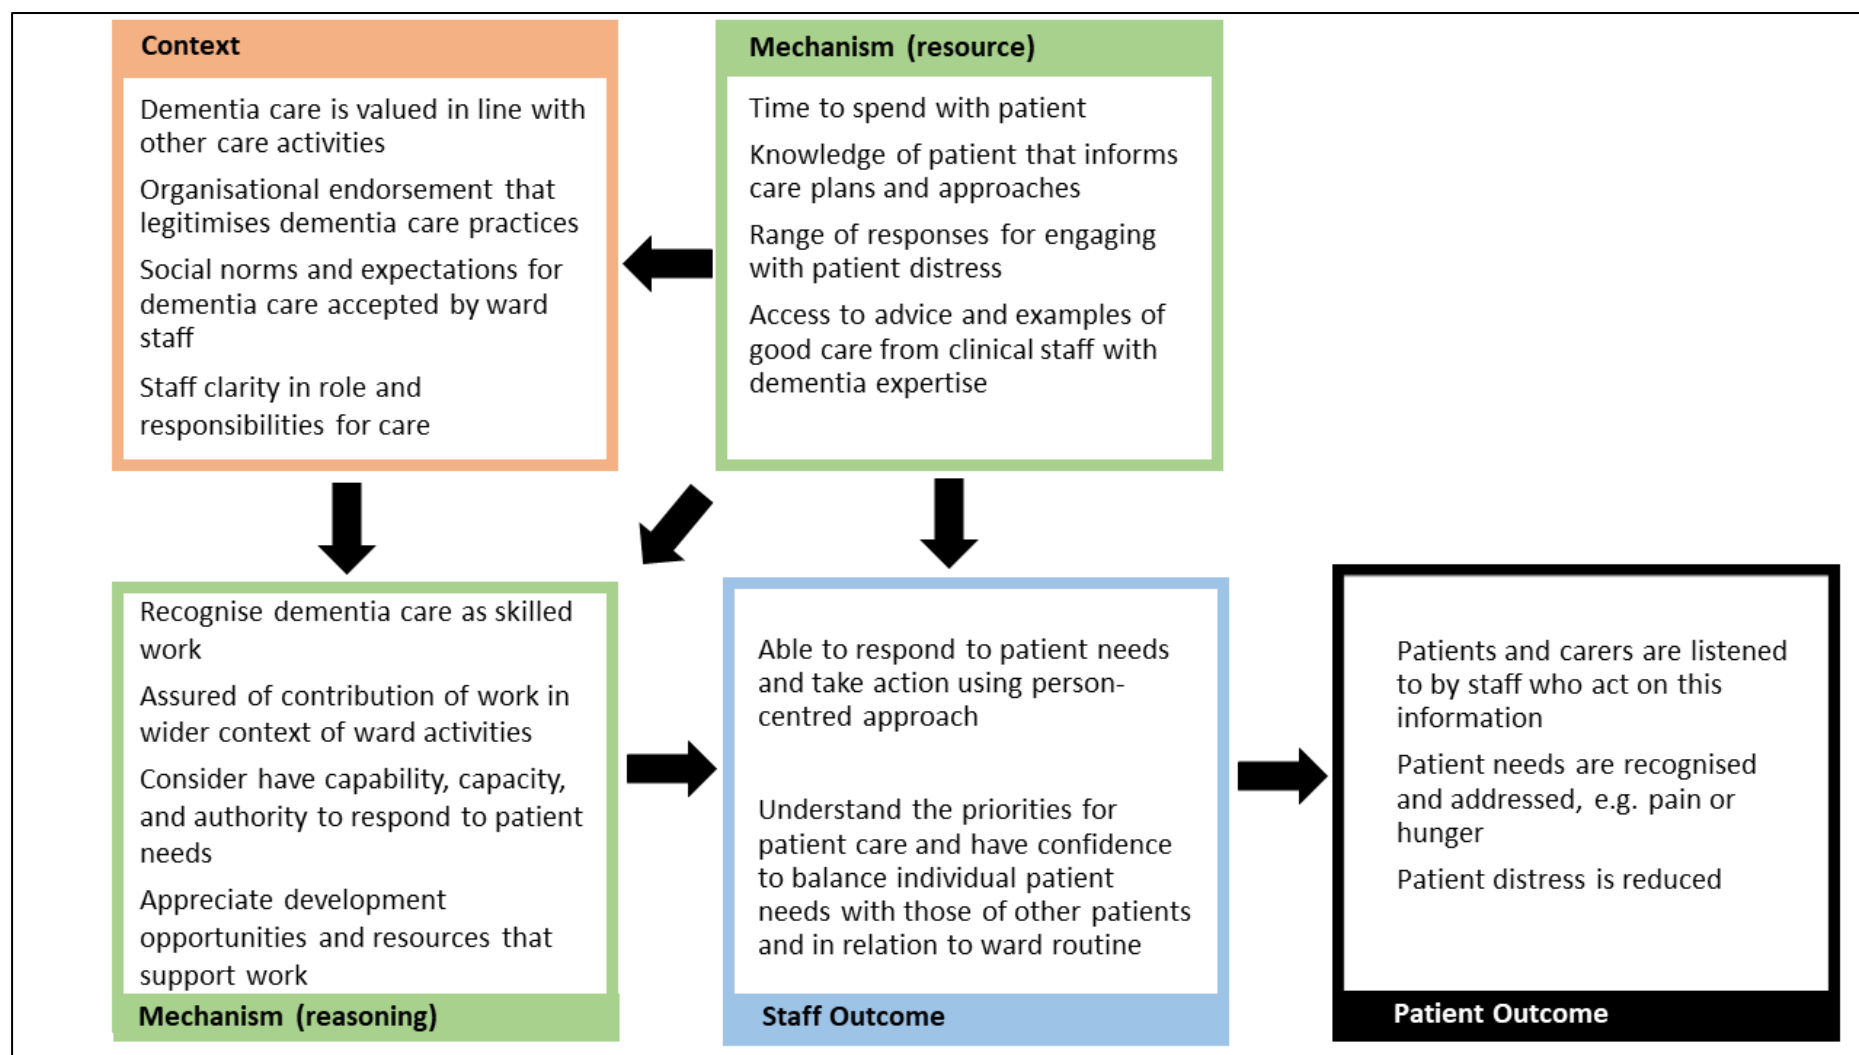 Context
Dementia care is valued in line with
other care activities
Organisational endorsement that
legitimises dementia care practices
Social norms and expectations for
dementia care accepted by ward
staff
Staff clarity in role and
responsibilities for care
Mechanism (resource)
Time to spend with patient
Knowledge of patient that informs
care plans and approaches
Range of responses for engaging
with patient distress
Access to advice and examples of
good care from clinical staff with
dementia expertise
Recognise dementia care as skilled
work
Assured of contribution of work in
wider context of ward activities
Consider have capability, capacity,
and authority to respond to patient
needs
Appreciate development
opportunities and resources that
support work
Mechanism (reasoning)
Able to respond to patient needs
and take action using person-
centred approach
Understand the priorities for
patient care and have confidence
to balance individual patient
needs with those of other patients
and in relation to ward routine
Staff Outcome
Patients and carers are listened
to by staff who act on this
information
Patient needs are recognised
and addressed, e.g. pain or
hunger
Patient distress is reduced
Patient Outcome